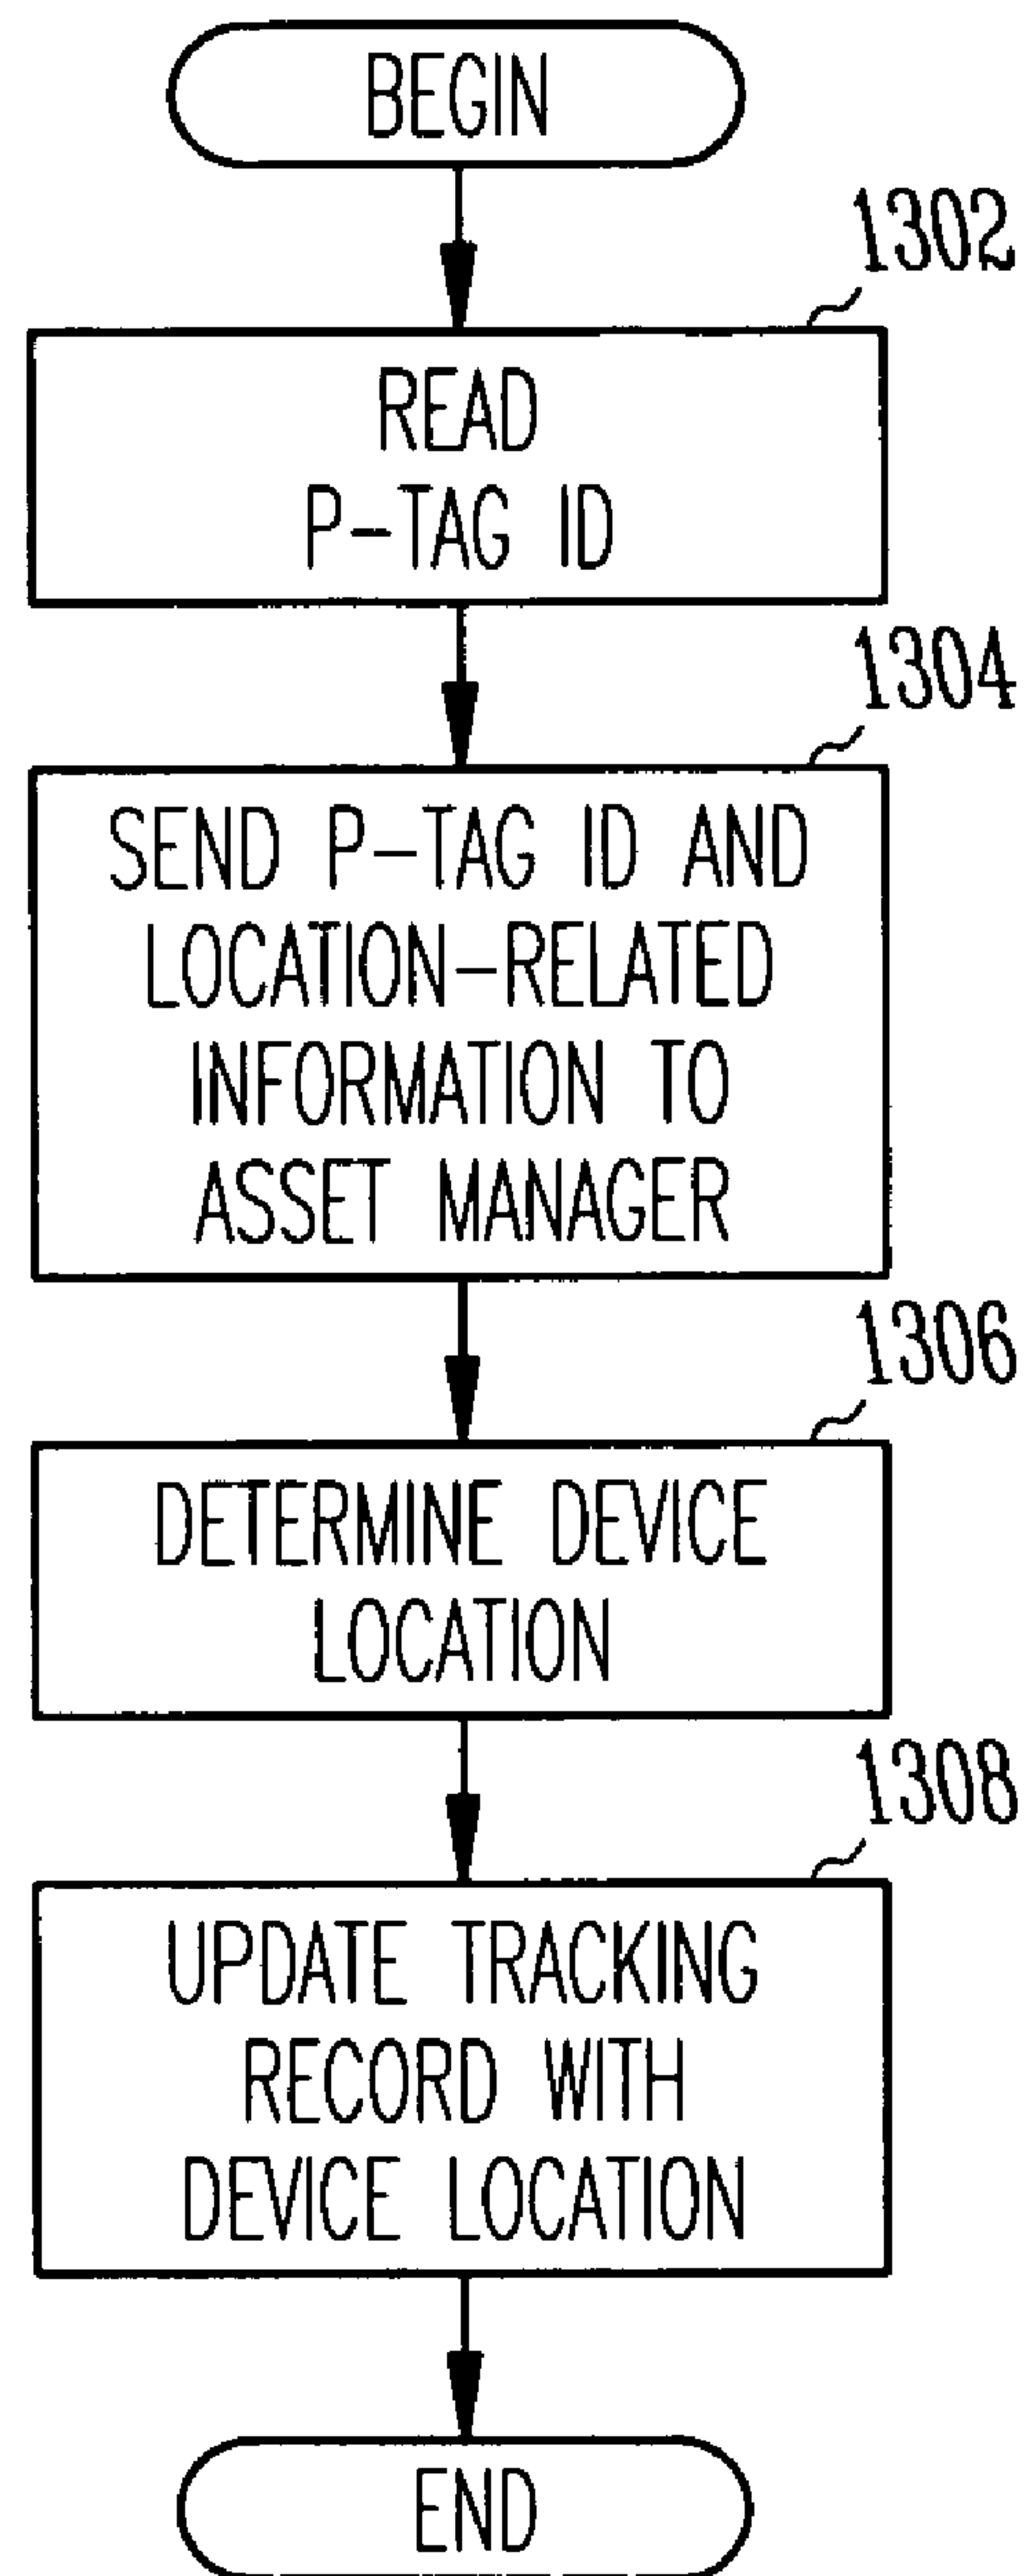 BEGIN
1302
READ
P-TAG ID
1304
SEND P-TAG ID AND
LOCATION-RELATED
INFORMATION TO
ASSET MANAGER
1306
DETERMINE DEVICE
LOCATION
1308
UPDATE TRACKING
RECORD WITH
DEVICE LOCATION
END